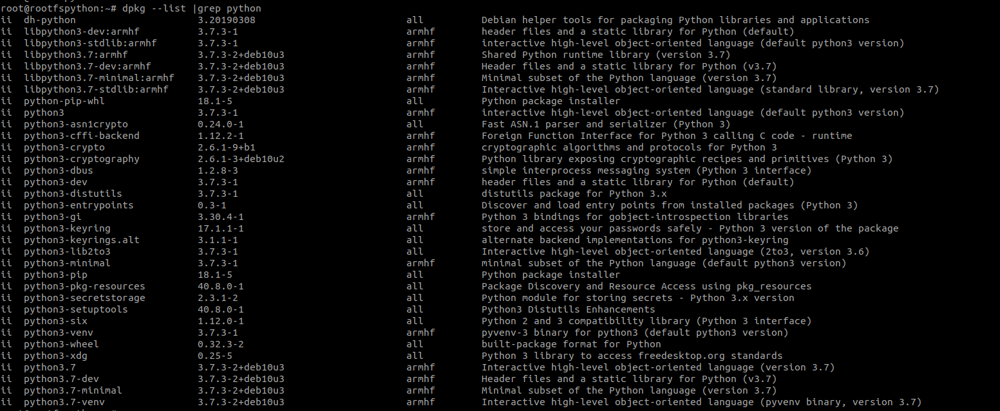 root@rootfspython:~# dpkg --list |grep python
ii  dh-python                     3.20190308                          all          Debian helper tools for packaging Python libraries and applications
ii  libpython3-dev:armhf          3.7.3-1                             armhf        header files and a static library for Python (default)
ii  libpython3-stdlib:armhf       3.7.3-1                             armhf        interactive high-level object-oriented language (default python3 version)
ii  libpython3.7:armhf            3.7.3-2+deb10u3                     armhf        Shared Python runtime library (version 3.7)
ii  libpython3.7-dev:armhf        3.7.3-2+deb10u3                     armhf        Header files and a static library for Python (v3.7)
ii  libpython3.7-minimal:armhf    3.7.3-2+deb10u3                     armhf        Minimal subset of the Python language (version 3.7)
ii  libpython3.7-stdlib:armhf     3.7.3-2+deb10u3                     armhf        Interactive high-level object-oriented language (standard library, version 3.7)
ii  python-pip-whl                18.1-5                              all          Python package installer
ii  python3                       3.7.3-1                             armhf        interactive high-level object-oriented language (default python3 version)
ii  python3-asn1crypto            0.24.0-1                            all          Fast ASN.1 parser and serializer (Python 3)
ii  python3-cffi-backend          1.12.2-1                            armhf        Foreign Function Interface for Python 3 calling C code - runtime
ii  python3-crypto                2.6.1-9+b1                          armhf        cryptographic algorithms and protocols for Python 3
ii  python3-cryptography          2.6.1-3+deb10u2                     armhf        Python library exposing cryptographic recipes and primitives (Python 3)
ii  python3-dbus                  1.2.8-3                             armhf        simple interprocess messaging system (Python 3 interface)
ii  python3-dev                   3.7.3-1                             armhf        header files and a static library for Python (default)
ii  python3-distutils             3.7.3-1                             all          distutils package for Python 3.x
ii  python3-entrypoints           0.3-1                               all          Discover and load entry points from installed packages (Python 3)
ii  python3-gi                    3.30.4-1                            armhf        Python 3 bindings for gobject-introspection libraries
ii  python3-keyring               17.1.1-1                            all          store and access your passwords safely - Python 3 version of the package
ii  python3-keyrings.alt          3.1.1-1                             all          alternate backend implementations for python3-keyring
ii  python3-lib2to3               3.7.3-1                             all          Interactive high-level object-oriented language (2to3, version 3.6)
ii  python3-minimal               3.7.3-1                             armhf        minimal subset of the Python language (default python3 version)
ii  python3-pip                   18.1-5                              all          Python package installer
ii  python3-pkg-resources         40.8.0-1                            all          Package Discovery and Resource Access using pkg_resources
ii  python3-secretstorage         2.3.1-2                             all          Python module for storing secrets - Python 3.x version
ii  python3-setuptools            40.8.0-1                            all          Python3 Distutils Enhancements
ii  python3-six                   1.12.0-1                            all          Python 2 and 3 compatibility library (Python 3 interface)
ii  python3-venv                  3.7.3-1                             armhf        pyvenv-3 binary for python3 (default python3 version)
ii  python3-wheel                 0.32.3-2                            all          built-package format for Python
ii  python3-xdg                   0.25-5                              all          Python 3 library to access freedesktop.org standards
ii  python3.7                     3.7.3-2+deb10u3                     armhf        Interactive high-level object-oriented language (version 3.7)
ii  python3.7-dev                 3.7.3-2+deb10u3                     armhf        Header files and a static library for Python (v3.7)
ii  python3.7-minimal             3.7.3-2+deb10u3                     armhf        Minimal subset of the Python language (version 3.7)
ii  python3.7-venv                3.7.3-2+deb10u3                     armhf        Interactive high-level object-oriented language (pyvenv binary, version 3.7)